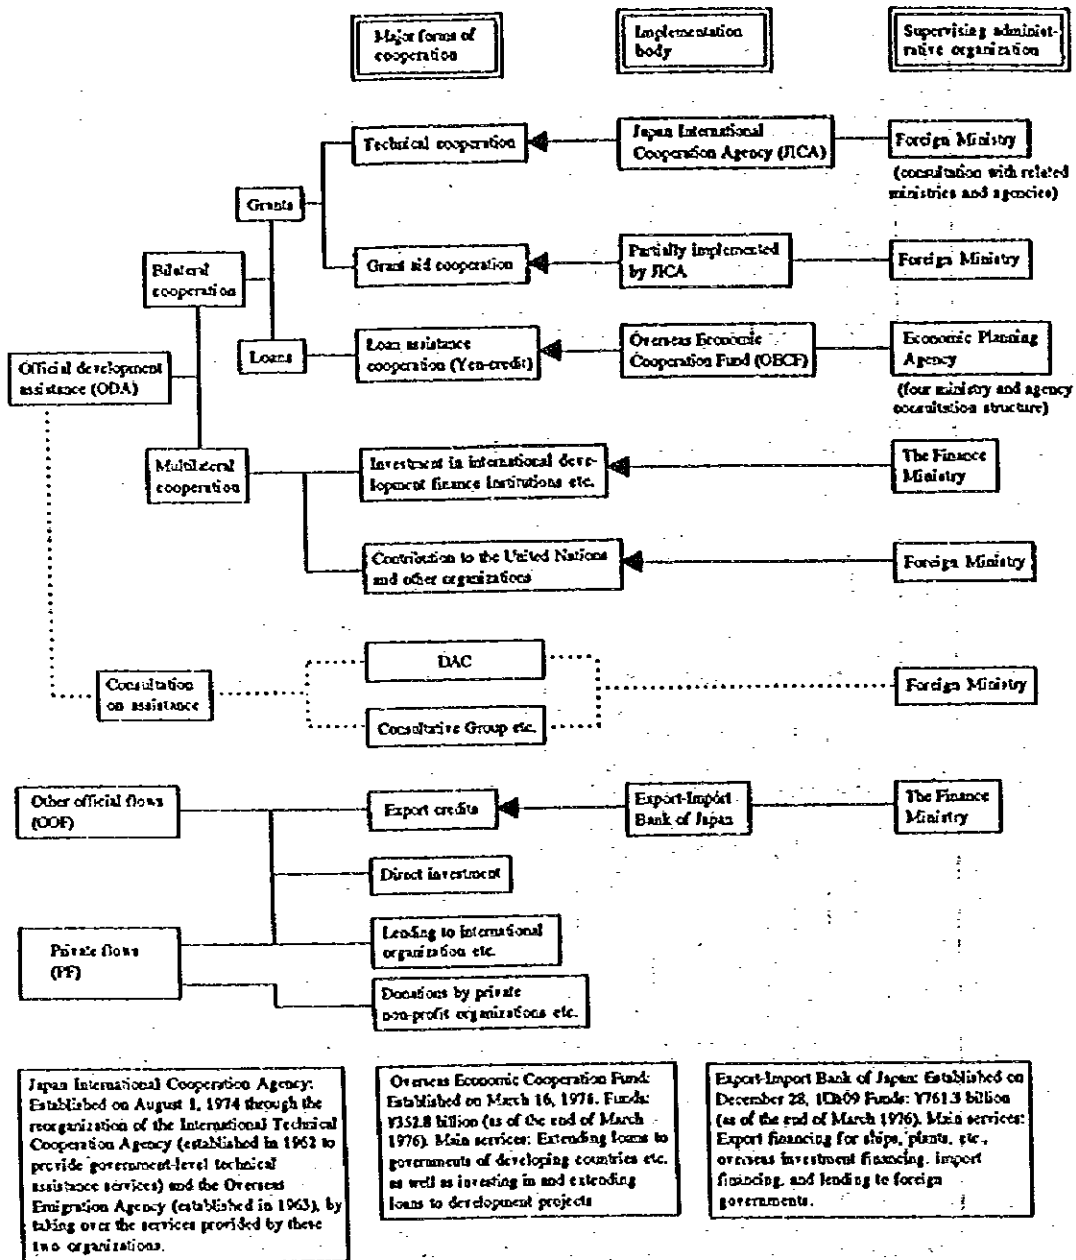 Major forms of
cooperation
Implementation
body
Supervising administ-
rative organization
Technical cooperation
Japan International
Cooperation Agency (JICA)
Foreign Ministry
(consultation with related
ministries and agencies)
Grants
Bilateral
cooperation
Grant aid cooperation
Partially implemented
by JICA
Foreign Ministry
Loans
Loan assistance
cooperation (Yen-credit)
Overseas Economic
Cooperation Fund (OECF)
Economic Planning
Agency
(four ministry and agency
consultation structure)
Official development
assistance (ODA)
Multilateral
cooperation
Investment in international deve-
lopment finance institutions etc.
The Finance
Ministry
Contribution to the United Nations
and other organizations
Foreign Ministry
Consultation
on assistance
DAC
Consultative Group etc.
Foreign Ministry
Other official flows
(OOF)
Export credits
Export-Import
Bank of Japan
The Finance
Ministry
Direct investment
Private flows
(PF)
Lending to international
organization etc.
Donations by private
non-profit organizations etc.
Japan International Cooperation Agency:
Established on August 1, 1974 through the
reorganization of the International Technical
Cooperation Agency (established in 1962 to
provide government-level technical
assistance services) and the Overseas
Emigration Agency (established in 1963), by
taking over the services provided by these
two organizations.
Overseas Economic Cooperation Fund:
Established on March 16, 1976. Funds:
¥352.8 billion (as of the end of March
1976). Main services: Extending loans to
governments of developing countries etc.
as well as investing in and extending
loans to development projects
Export-Import Bank of Japan: Established on
December 28, Funds: ¥761.3 billion
(as of the end of March 1976). Main services:
Export financing for ships, plants, etc.,
overseas investment financing, import
financing, and lending to foreign
governments.